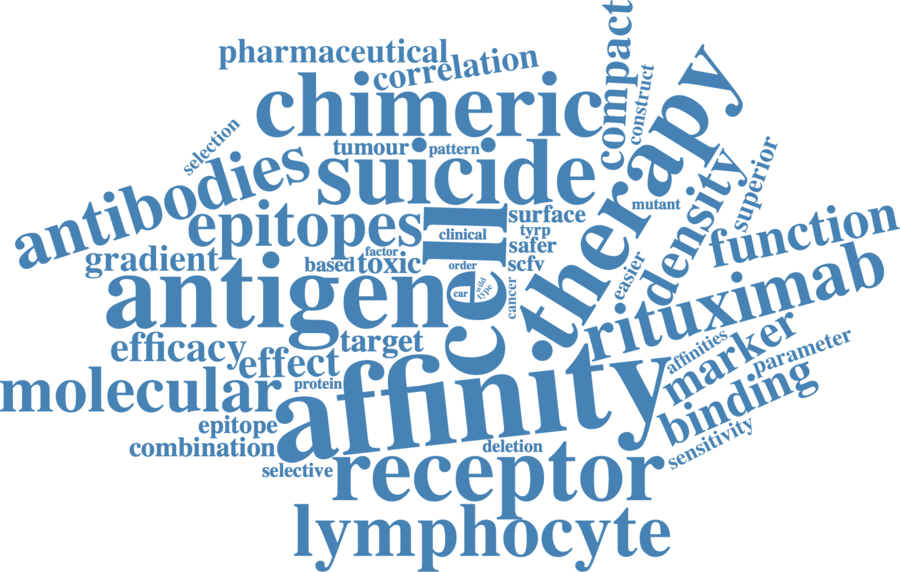 pharmaceutical
correlation
compact
construct
therapy
chimeric
selection
tumour
pattern
suicide
antibodies
epitopes
cell
clinical
surface
tyrp
safer
scfv
mutant
density
superior
function
gradient
factor
based
toxic
order
car
wild
type
cancer
easier
antigen
rituximab
efficacy
effect
target
affinities
marker
parameter
molecular
protein
affinity
binding
sensitivity
epitope
combination
selective
deletion
receptor
lymphocyte